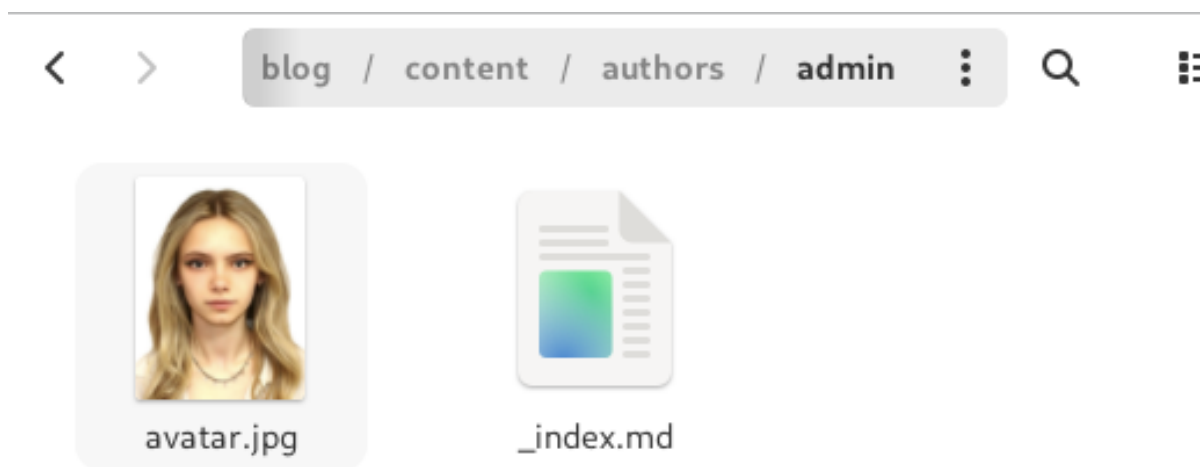 blog / content / authors / admin
avatar.jpg
_index.md